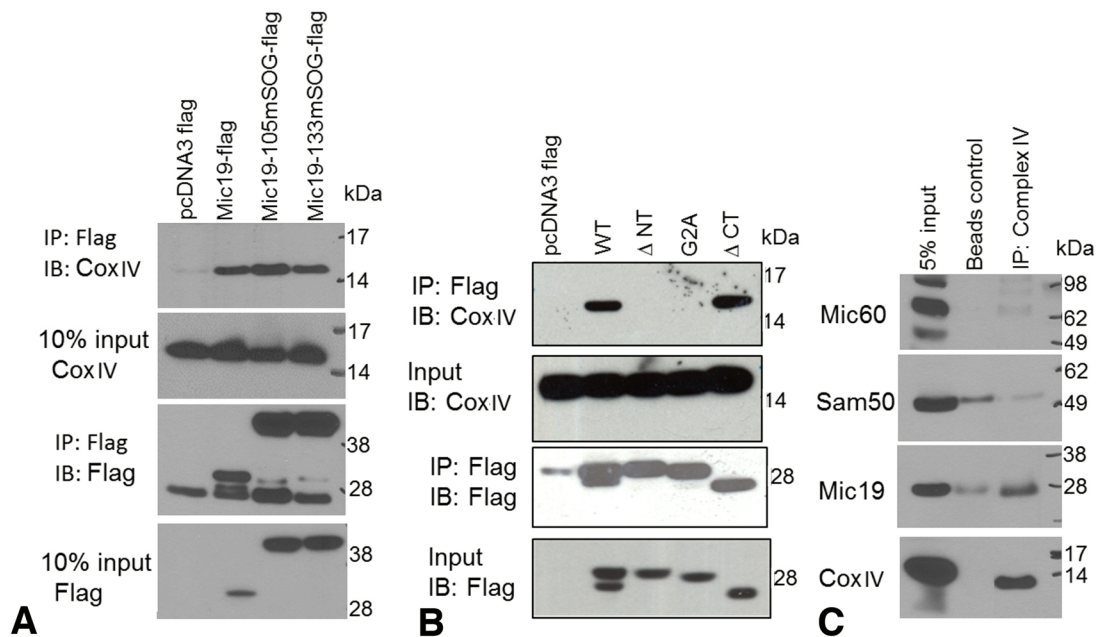 pcDNA3 flag
Mic19-flag
Mic19-105mSOG-flag
Mic19-133mSOG-flag
kDa
IP: Flag
IB: CoxIV
17
14
10% input
CoxIV
17
14
IP: Flag
IB: Flag
38
28
10% input
Flag
38
28
A
pcDNA3 flag
WT
Δ NT
G2A
Δ CT
kDa
IP: Flag
IB: CoxIV
17
14
Input
IB: CoxIV
14
IP: Flag
IB: Flag
28
Input
IB: Flag
28
B
5% input
Beads control
IP: Complex IV
kDa
Mic60
98
62
49
Sam50
62
49
Mic19
38
28
CoxIV
17
14
C